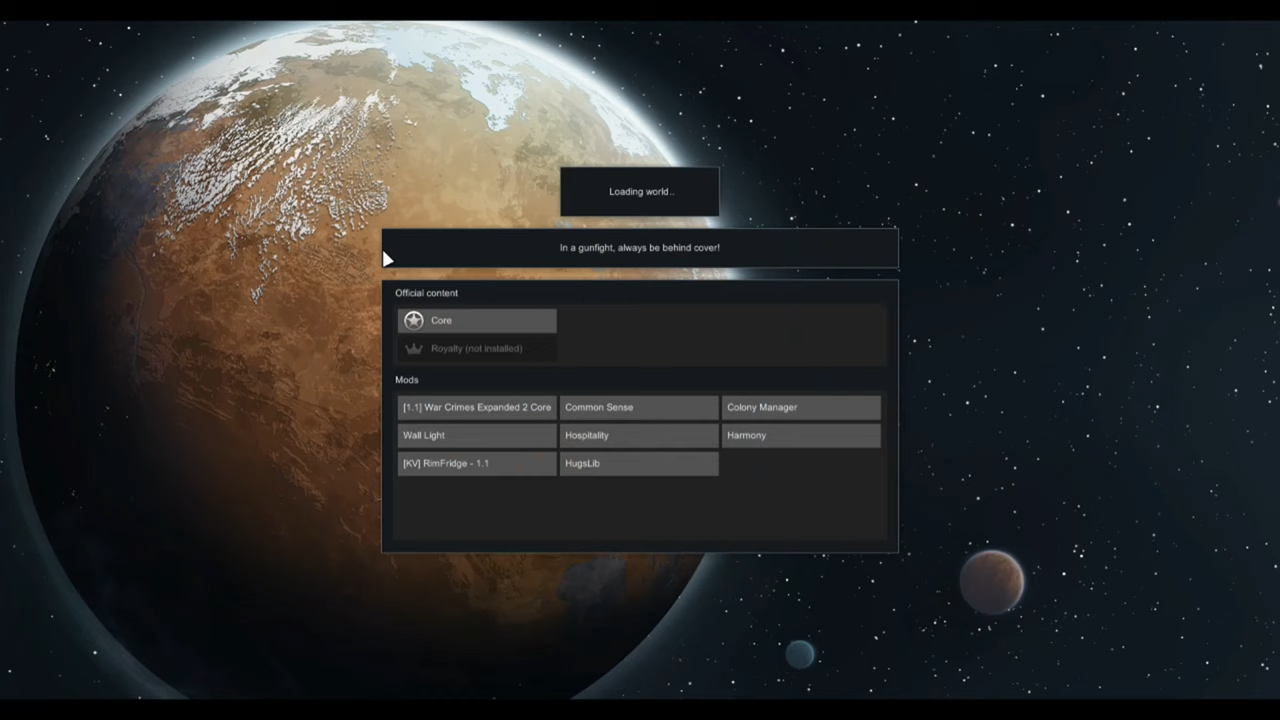 Loading world..
In a gunfight, always be behind cover!
Official content
Core
Royalty (not installed)
Mods
[1.1] War Crimes Expanded 2 Core
Common Sense
Colony Manager
Wall Light
Hospitality
Harmony
[KV] RimFridge - 1.1
HugsLib